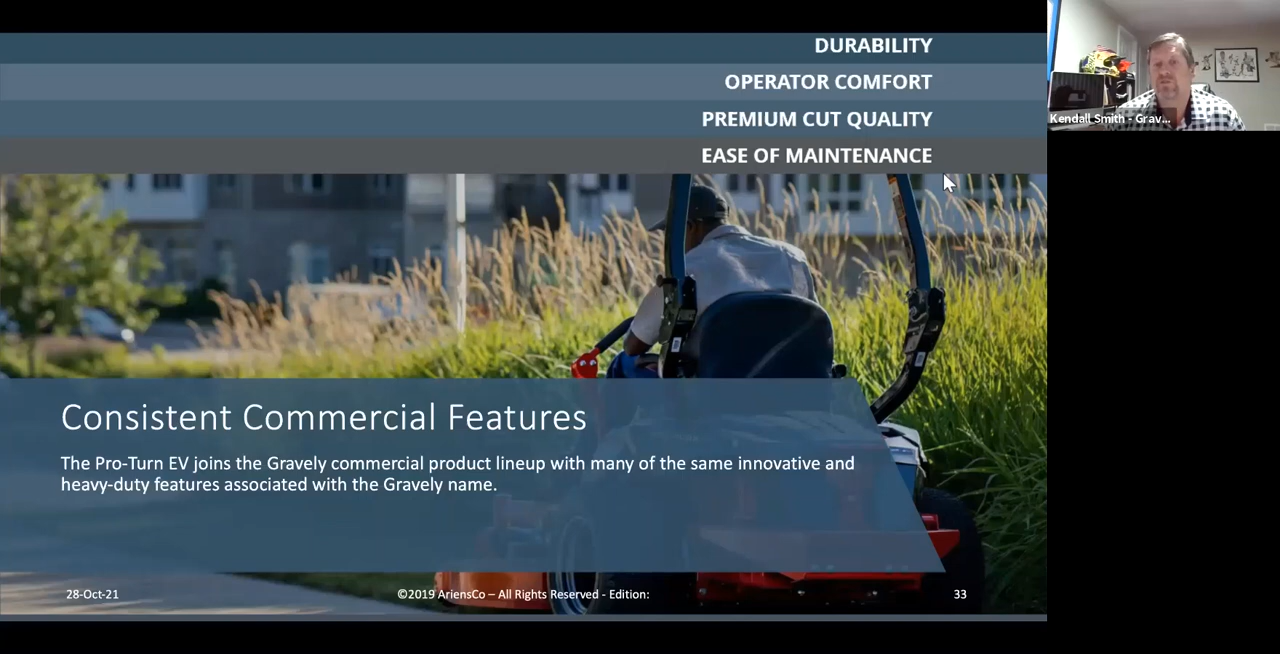 DURABILITY
OPERATOR COMFORT
PREMIUM CUT QUALITY
EASE OF MAINTENANCE
Kendall Smith - Grav...
Consistent Commercial Features
The Pro-Turn EV joins the Gravely commercial product lineup with many of the same innovative and
heavy-duty features associated with the Gravely name.
28-Oct-21
©2019 AriensCo – All Rights Reserved - Edition:
33